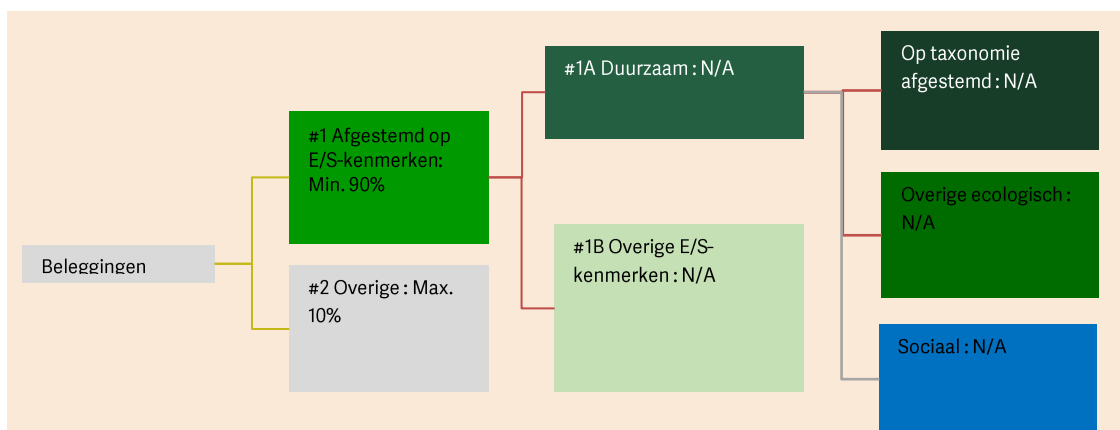 Beleggingen
#1 Afgestemd op
E/S-kenmerken:
Min. 90%
#2 Overige : Max.
10%
#1A Duurzaam : N/A
#1B Overige E/S-
kenmerken : N/A
Op taxonomie
afgestemd : N/A
Overige ecologisch :
N/A
Sociaal : N/A